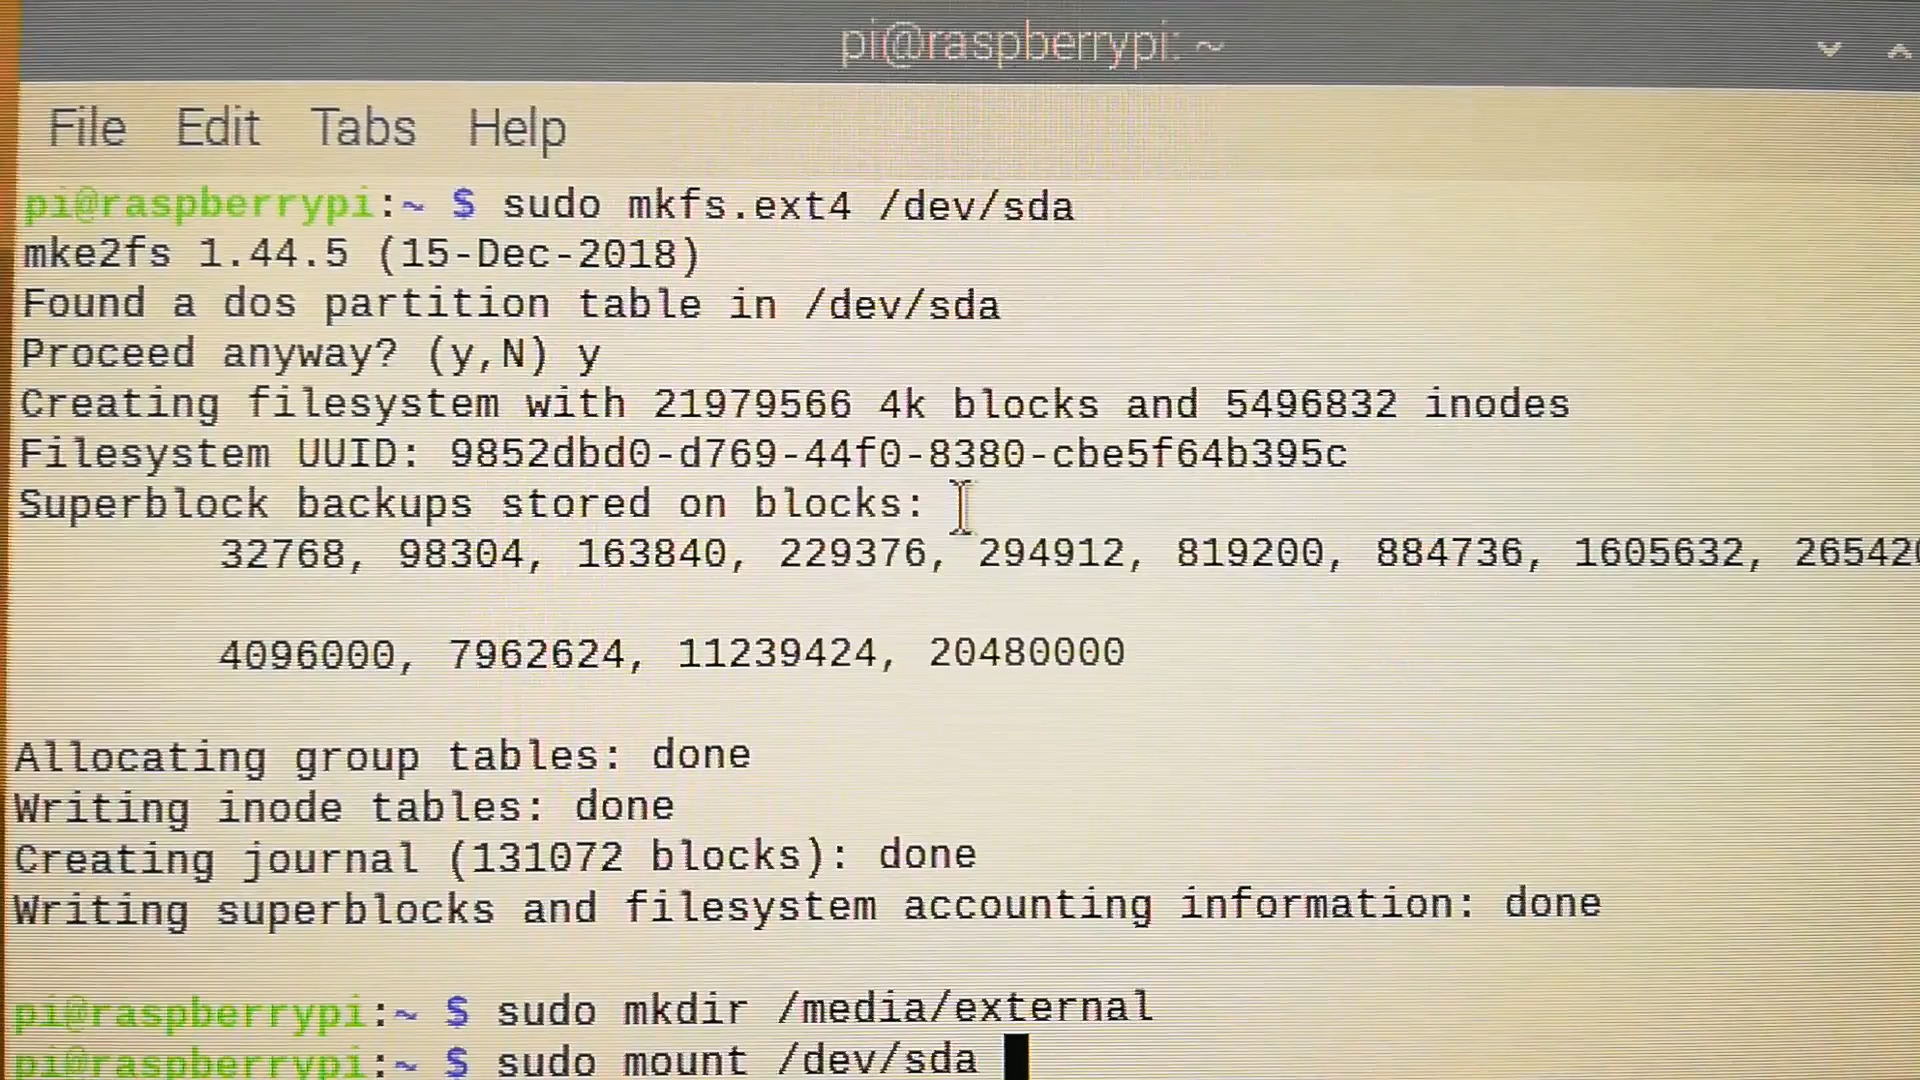 pi@raspberrypi: ~
File Edit Tabs Help
pi@raspberrypi:~ $ sudo mkfs.ext4 /dev/sda
mke2fs 1.44.5 (15-Dec-2018)
Found a dos partition table in /dev/sda
Proceed anyway? (y,N) y
Creating filesystem with 21979566 4k blocks and 5496832 inodes
Filesystem UUID: 9852dbd0-d769-44f0-8380-cbe5f64b395c
Superblock backups stored on blocks:
32768, 98304, 163840, 229376, 294912, 819200, 884736, 1605632, 265420
4096000, 7962624, 11239424, 20480000
Allocating group tables: done
Writing inode tables: done
Creating journal (131072 blocks): done
Writing superblocks and filesystem accounting information: done
pi@raspberrypi:~ $ sudo mkdir /media/external
pi@raspberrypi:~ $ sudo mount /dev/sda